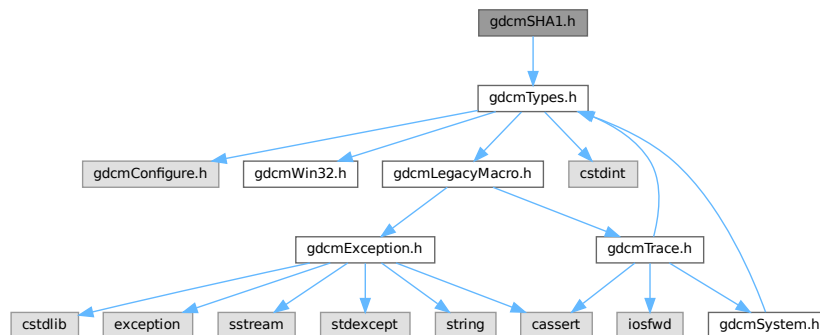 gdcmSHA1.h
gdcmTypes.h
gdcmConfigure.h
gdcmWin32.h
gdcmLegacyMacro.h
cstdint
gdcmException.h
gdcmTrace.h
cstdlib
exception
sstream
stdexcept
string
cassert
iosfwd
gdcmSystem.h